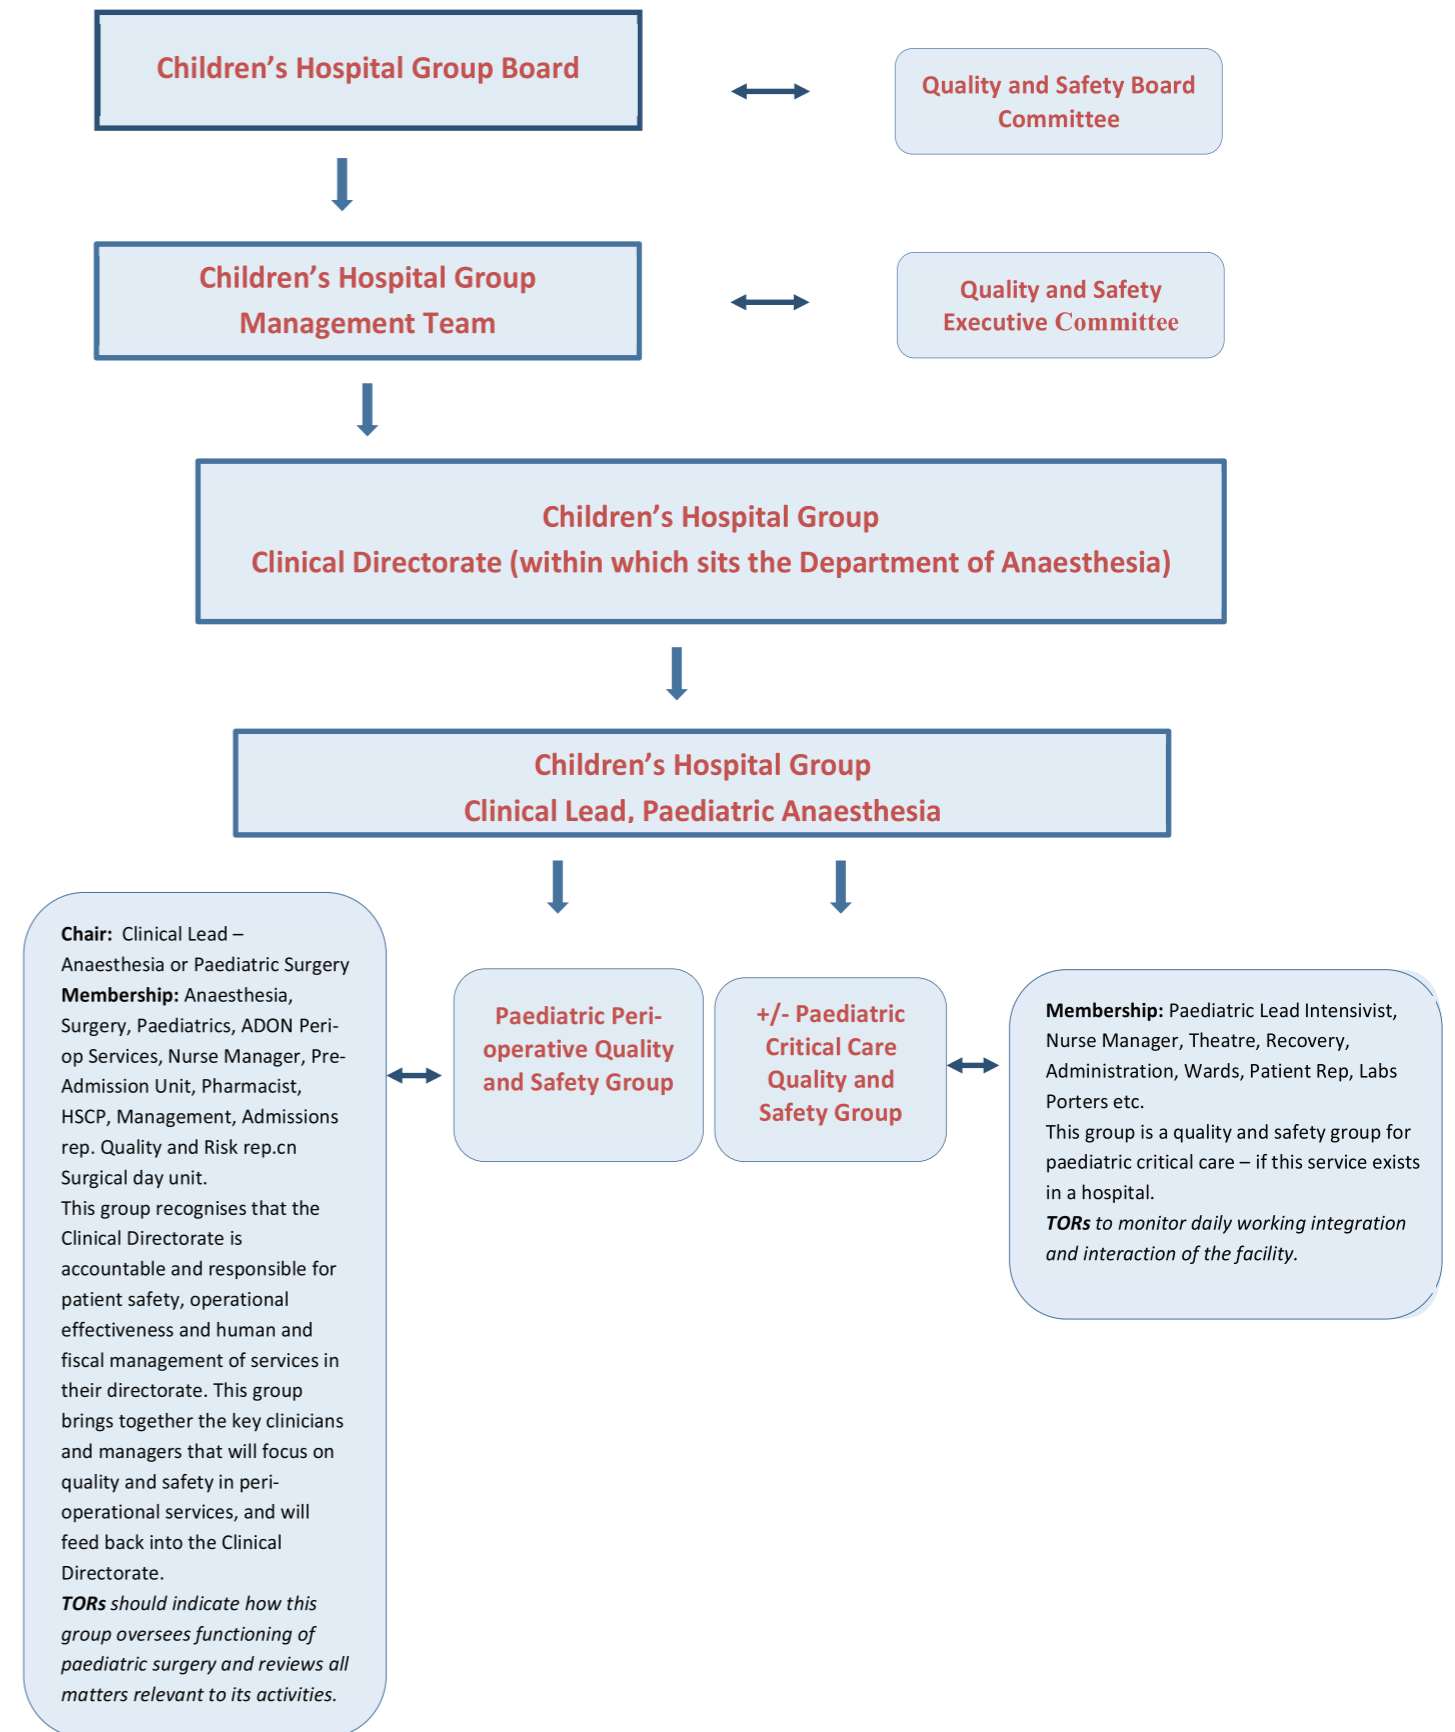 Children’s Hospital Group Board
Quality and Safety Board
Committee
Children’s Hospital Group
Management Team
Quality and Safety
Executive Committee
Children’s Hospital Group
Clinical Directorate (within which sits the Department of Anaesthesia)
Children’s Hospital Group
Clinical Lead, Paediatric Anaesthesia
Chair:  Clinical Lead –
Anaesthesia or Paediatric Surgery
Membership: Anaesthesia,
Surgery, Paediatrics, ADON Peri-
op Services, Nurse Manager, Pre-
Admission Unit, Pharmacist,
HSCP, Management, Admissions
rep. Quality and Risk rep.cn
Surgical day unit.
This group recognises that the
Clinical Directorate is
accountable and responsible for
patient safety, operational
effectiveness and human and
fiscal management of services in
their directorate. This group
brings together the key clinicians
and managers that will focus on
quality and safety in peri-
operational services, and will
feed back into the Clinical
Directorate.
TORs should indicate how this
group oversees functioning of
paediatric surgery and reviews all
matters relevant to its activities.
Paediatric Peri-
operative Quality
and Safety Group
+/- Paediatric
Critical Care
Quality and
Safety Group
Membership: Paediatric Lead Intensivist,
Nurse Manager, Theatre, Recovery,
Administration, Wards, Patient Rep, Labs
Porters etc.
This group is a quality and safety group for
paediatric critical care – if this service exists
in a hospital.
TORs to monitor daily working integration
and interaction of the facility.